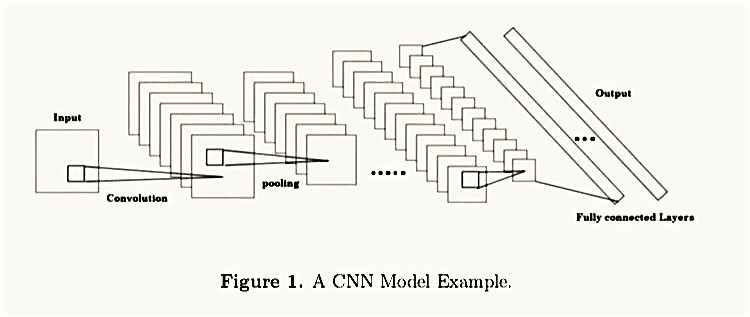 Input
Convolution
pooling
Output
Fully connected Layers
Figure 1. A CNN Model Example.